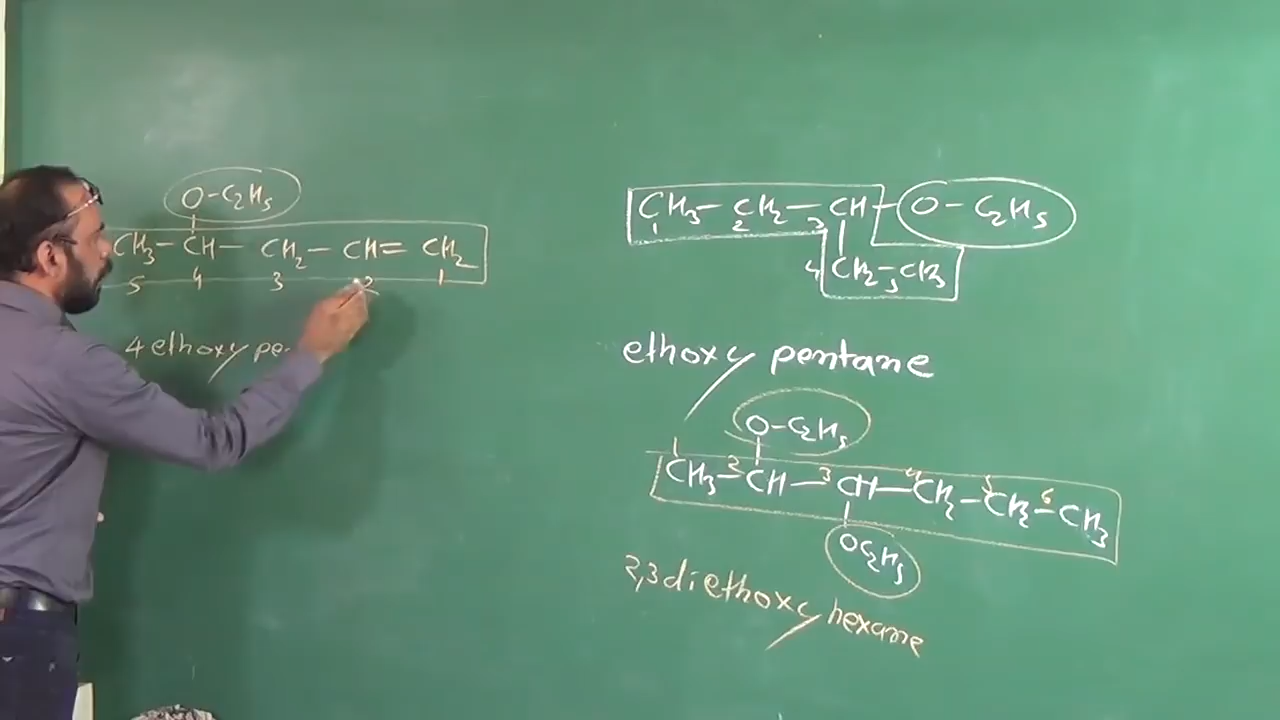 O-C2H5
CH3-CH-CH2-CH=CH2
5 4 3 2 1
4 ethoxy pe
CH3-CH2-CH-O-C2H5
1 2 3
4 CH2-5CH3
ethoxy pentane
O-C2H5
1 2 3 4 5 6
CH3-CH-CH-CH2-CH2-CH3
OC2H5
2,3 diethoxy hexane